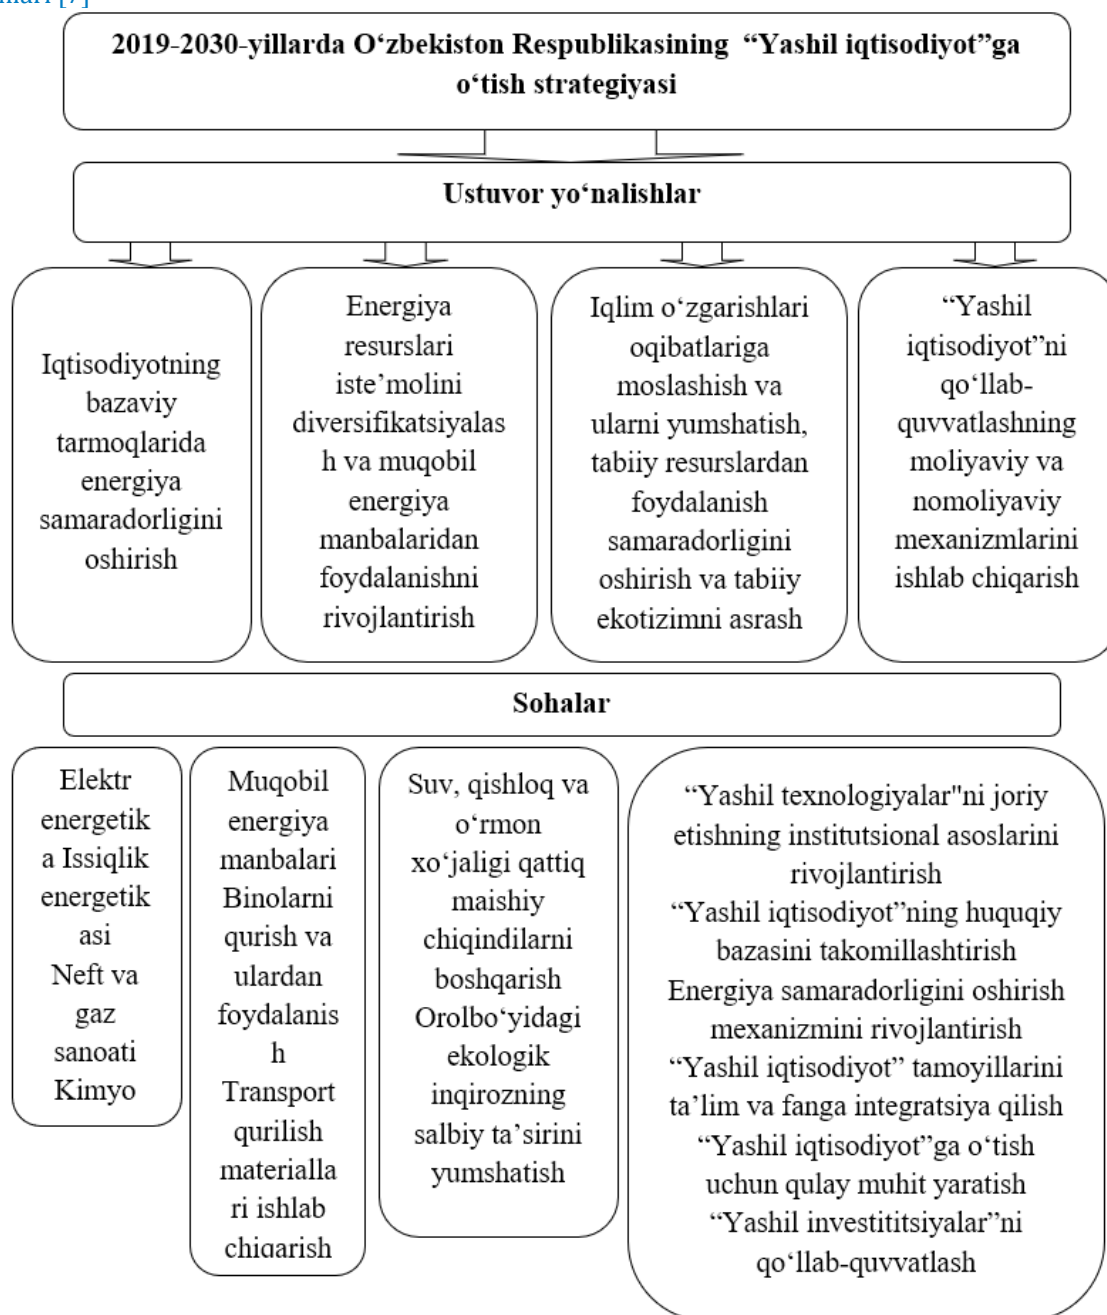 [7]
2019-2030-yillarda O‘zbekiston Respublikasining “Yashil iqtisodiyot”ga
o‘tish strategiyasi
Ustuvor yo‘nalishlar
Iqtisodiyotning
bazaviy
tarmoqlarida
energiya
samaradorligini
oshirish
Energiya
resurslari
iste’molini
diversifikatsiyalas
h va muqobil
energiya
manbalaridan
foydalanishni
rivojlantirish
Iqlim o‘zgarishlari
oqibatlariga
moslashish va
ularni yumshatish,
tabiiy resurslardan
foydalanish
samaradorligini
oshirish va tabiiy
ekotizimni asrash
“Yashil
iqtisodiyot”ni
qo‘llab-
quvvatlashning
moliyaviy va
nomoliyaviy
mexanizmlarini
ishlab chiqarish
Sohalar
Elektr
energetik
a Issiqlik
energetik
asi
Neft va
gaz
sanoati
Kimyo
Muqobil
energiya
manbalari
Binolarni
qurish va
ulardan
foydalanis
h
Transport
qurilish
materialla
ri ishlab
chiqarish
Suv, qishloq va
o‘rmon
xo‘jaligi qattiq
maishiy
chiqindilarni
boshqarish
Orolbo‘yidagi
ekologik
inqirozning
salbiy ta’sirini
yumshatish
“Yashil texnologiyalar"ni joriy
etishning institutsional asoslarini
rivojlantirish
“Yashil iqtisodiyot”ning huquqiy
bazasini takomillashtirish
Energiya samaradorligini oshirish
mexanizmini rivojlantirish
“Yashil iqtisodiyot” tamoyillarini
ta’lim va fanga integratsiya qilish
“Yashil iqtisodiyot”ga o‘tish
uchun qulay muhit yaratish
“Yashil investititsiyalar”ni
qo‘llab-quvvatlash